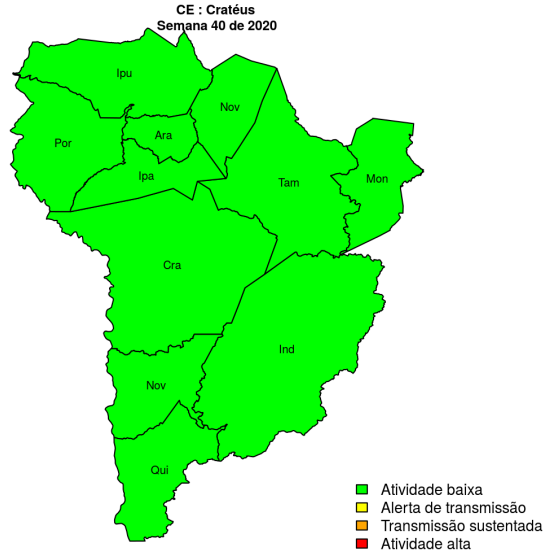 CE : Cratéus
Semana 40 de 2020
Ipu
Nov
Ara
Por
Ipa
Mon
Tam
Cra
Ind
Nov
Qui
Atividade baixa
Alerta de transmissão
Transmissão sustentada
Atividade alta